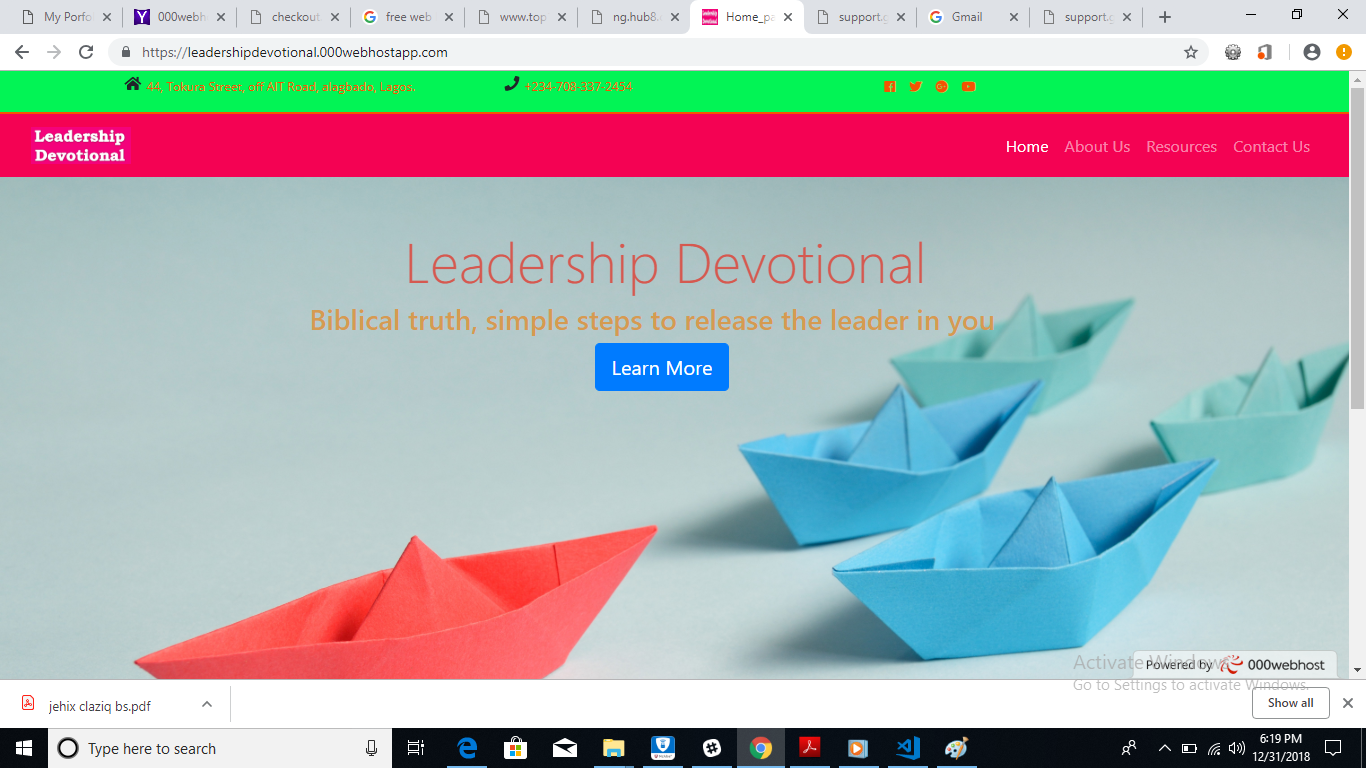 My Porfo
000webh
checkout
free web
www.top
ng.hub8.
Home_pa
support.g
Gmail
support.g
https://leadershipdevotional.000webhostapp.com
44, Tokura Street, off AIT Road, alagbado, Lagos.
+234-708-337-2454
Leadership
Devotional
Home About Us Resources Contact Us
Leadership Devotional
Biblical truth, simple steps to release the leader in you
Learn More
Powered by 000webhost
Activate Windows
Go to Settings to activate Windows.
jehix claziq bs.pdf
Show all
Type here to search
6:19 PM
12/31/2018